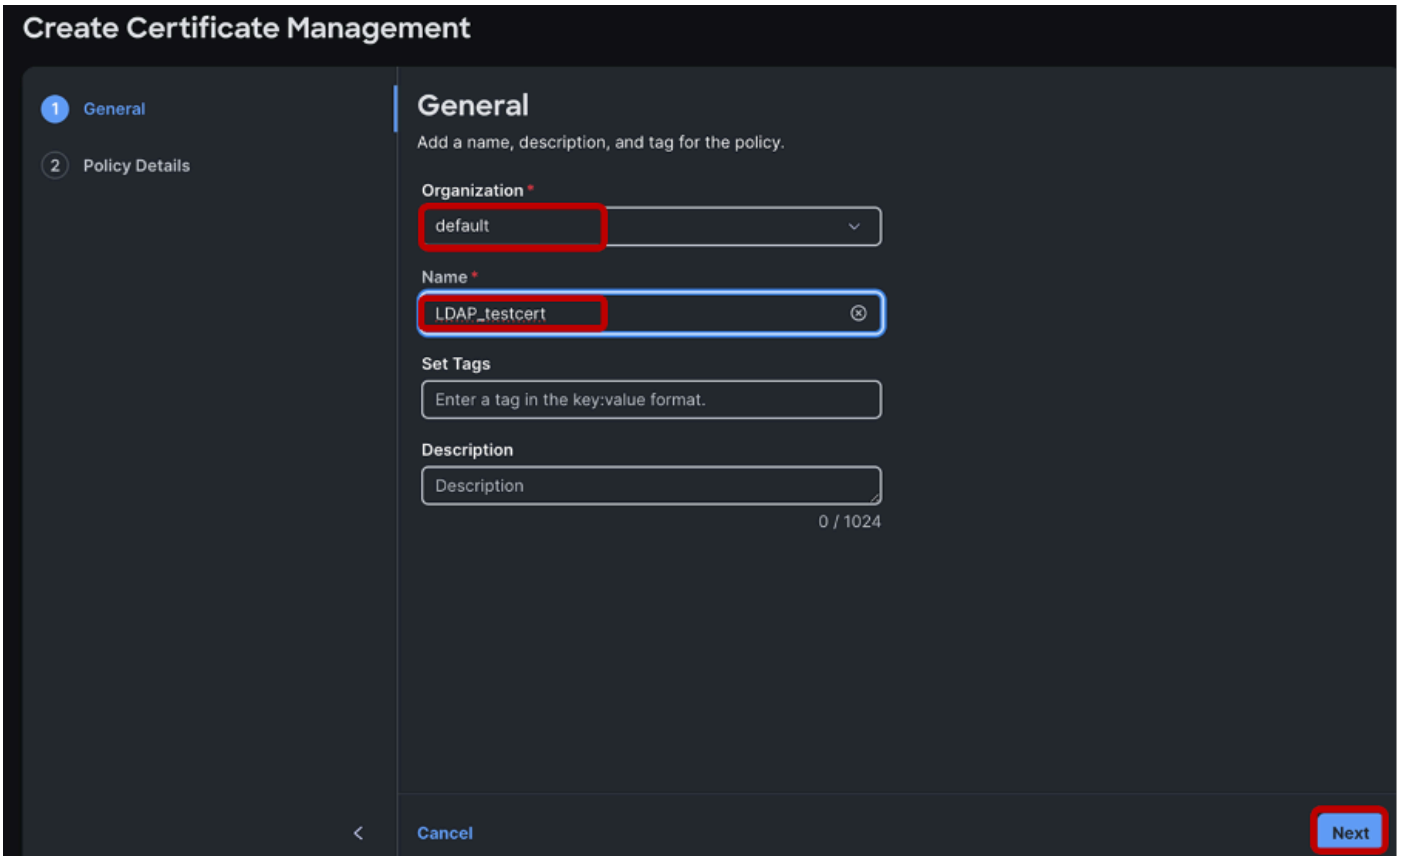 Create Certificate Management
1 General
2 Policy Details
General
Add a name, description, and tag for the policy.
Organization *
default
Name *
LDAP_testcert
Set Tags
Enter a tag in the key:value format.
Description
Description
0 / 1024
Cancel
Next